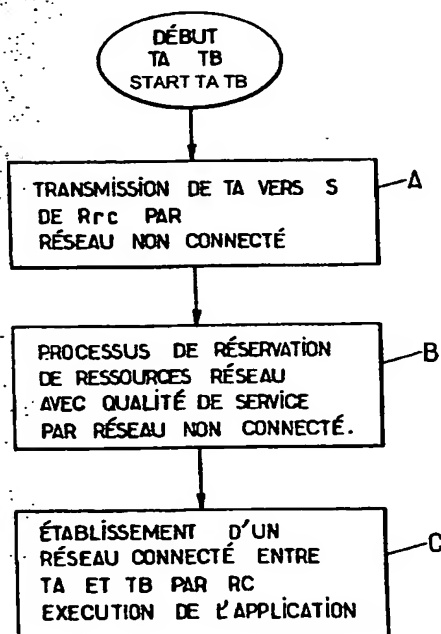 DÉBUT
TA TB
START TA TB
TRANSMISSION DE TA VERS S
DE Rrc PAR
RÉSEAU NON CONNECTÉ
A
PROCESSUS DE RÉSERVATION
DE RESSOURCES RÉSEAU
AVEC QUALITÉ DE SERVICE
PAR RÉSEAU NON CONNECTÉ.
B
ÉTABLISSEMENT D'UN
RÉSEAU CONNECTÉ ENTRE
TA ET TB PAR RC
EXECUTION DE L'APPLICATION
C